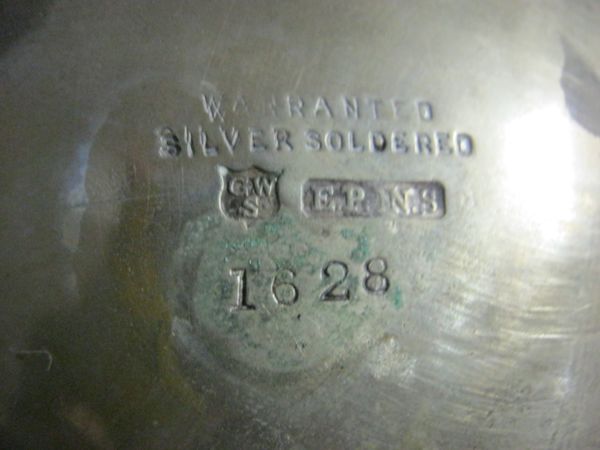 WARRANTED
SILVER SOLDERED
GW
S
E.P.N.S
1628